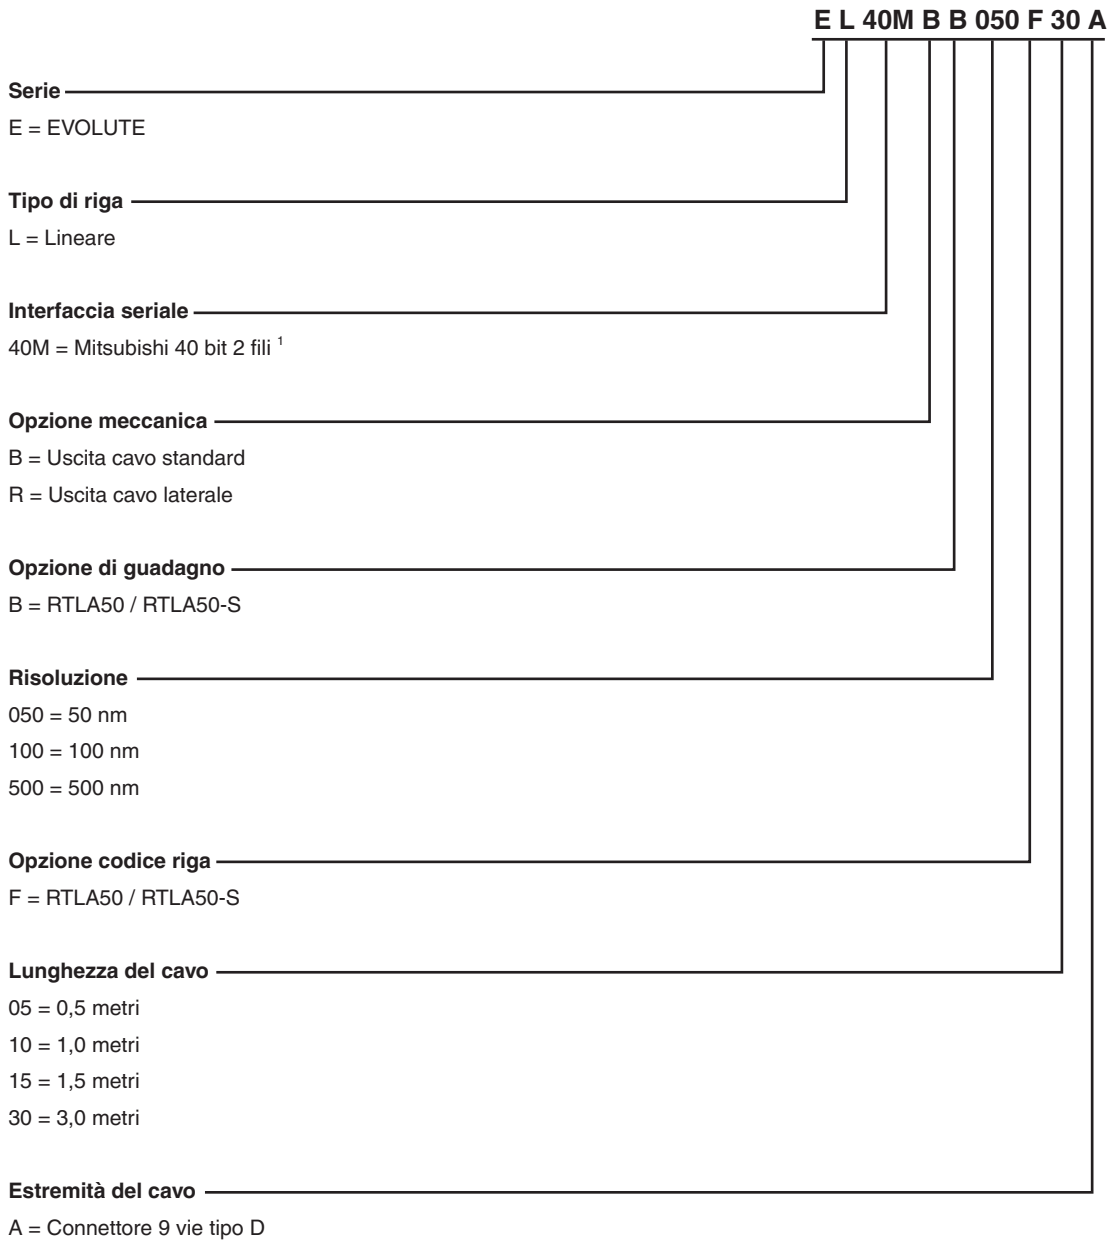 E L 40M B B 050 F 30 A
Serie
E = EVOLUTE
Tipo di riga
L = Lineare
Interfaccia seriale
40M = Mitsubishi 40 bit 2 fili 1
Opzione meccanica
B = Uscita cavo standard
R = Uscita cavo laterale
Opzione di guadagno
B = RTLA50 / RTLA50-S
Risoluzione
050 = 50 nm
100 = 100 nm
500 = 500 nm
Opzione codice riga
F = RTLA50 / RTLA50-S
Lunghezza del cavo
05 = 0,5 metri
10 = 1,0 metri
15 = 1,5 metri
30 = 3,0 metri
Estremità del cavo
A = Connettore 9 vie tipo D